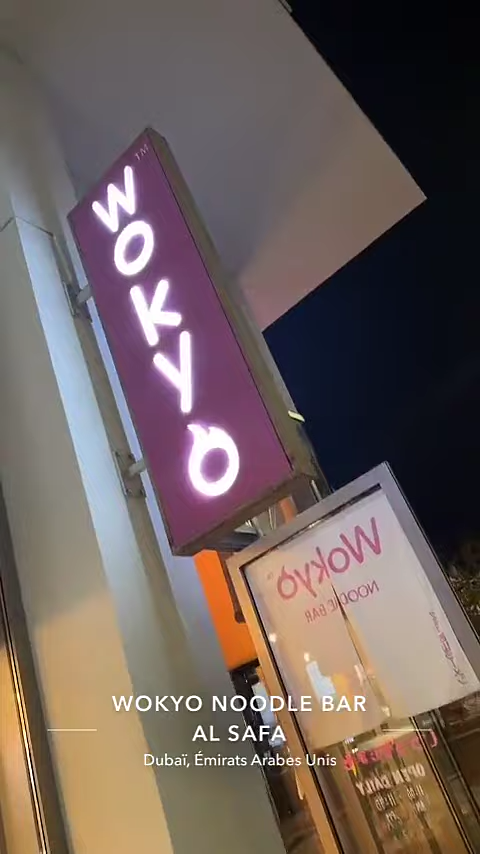 WOKYO
TM
Wokyo
NOODLE BAR
OPEN DAILY
WOKYO NOODLE BAR
AL SAFA
Dubaï, Émirats Arabes Unis